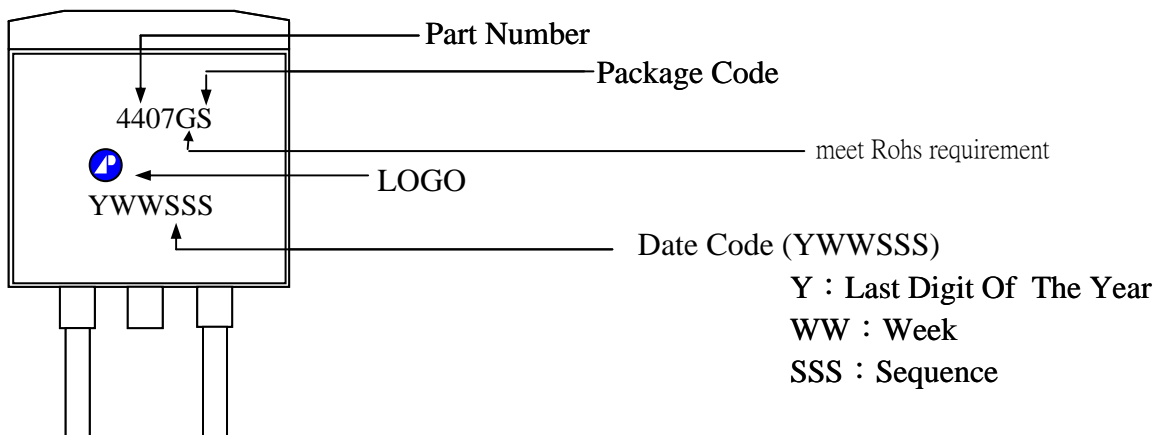 Part Number
Package Code
4407GS
meet Rohs requirement
LOGO
YWWSSS
Date Code (YWWSSS)
Y：Last Digit Of The Year
WW：Week
SSS：Sequence